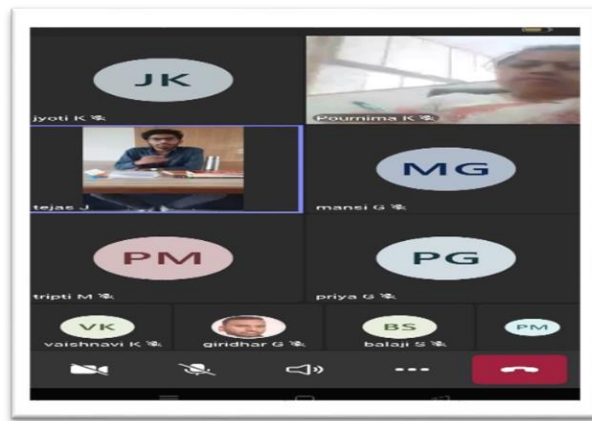 JK
jyoti K
Pournima K
tejas J
MG
mansi G
PM
tripti M
PG
priya G
VK
vaishnavi K
giridhar G
BS
balaji S
PM